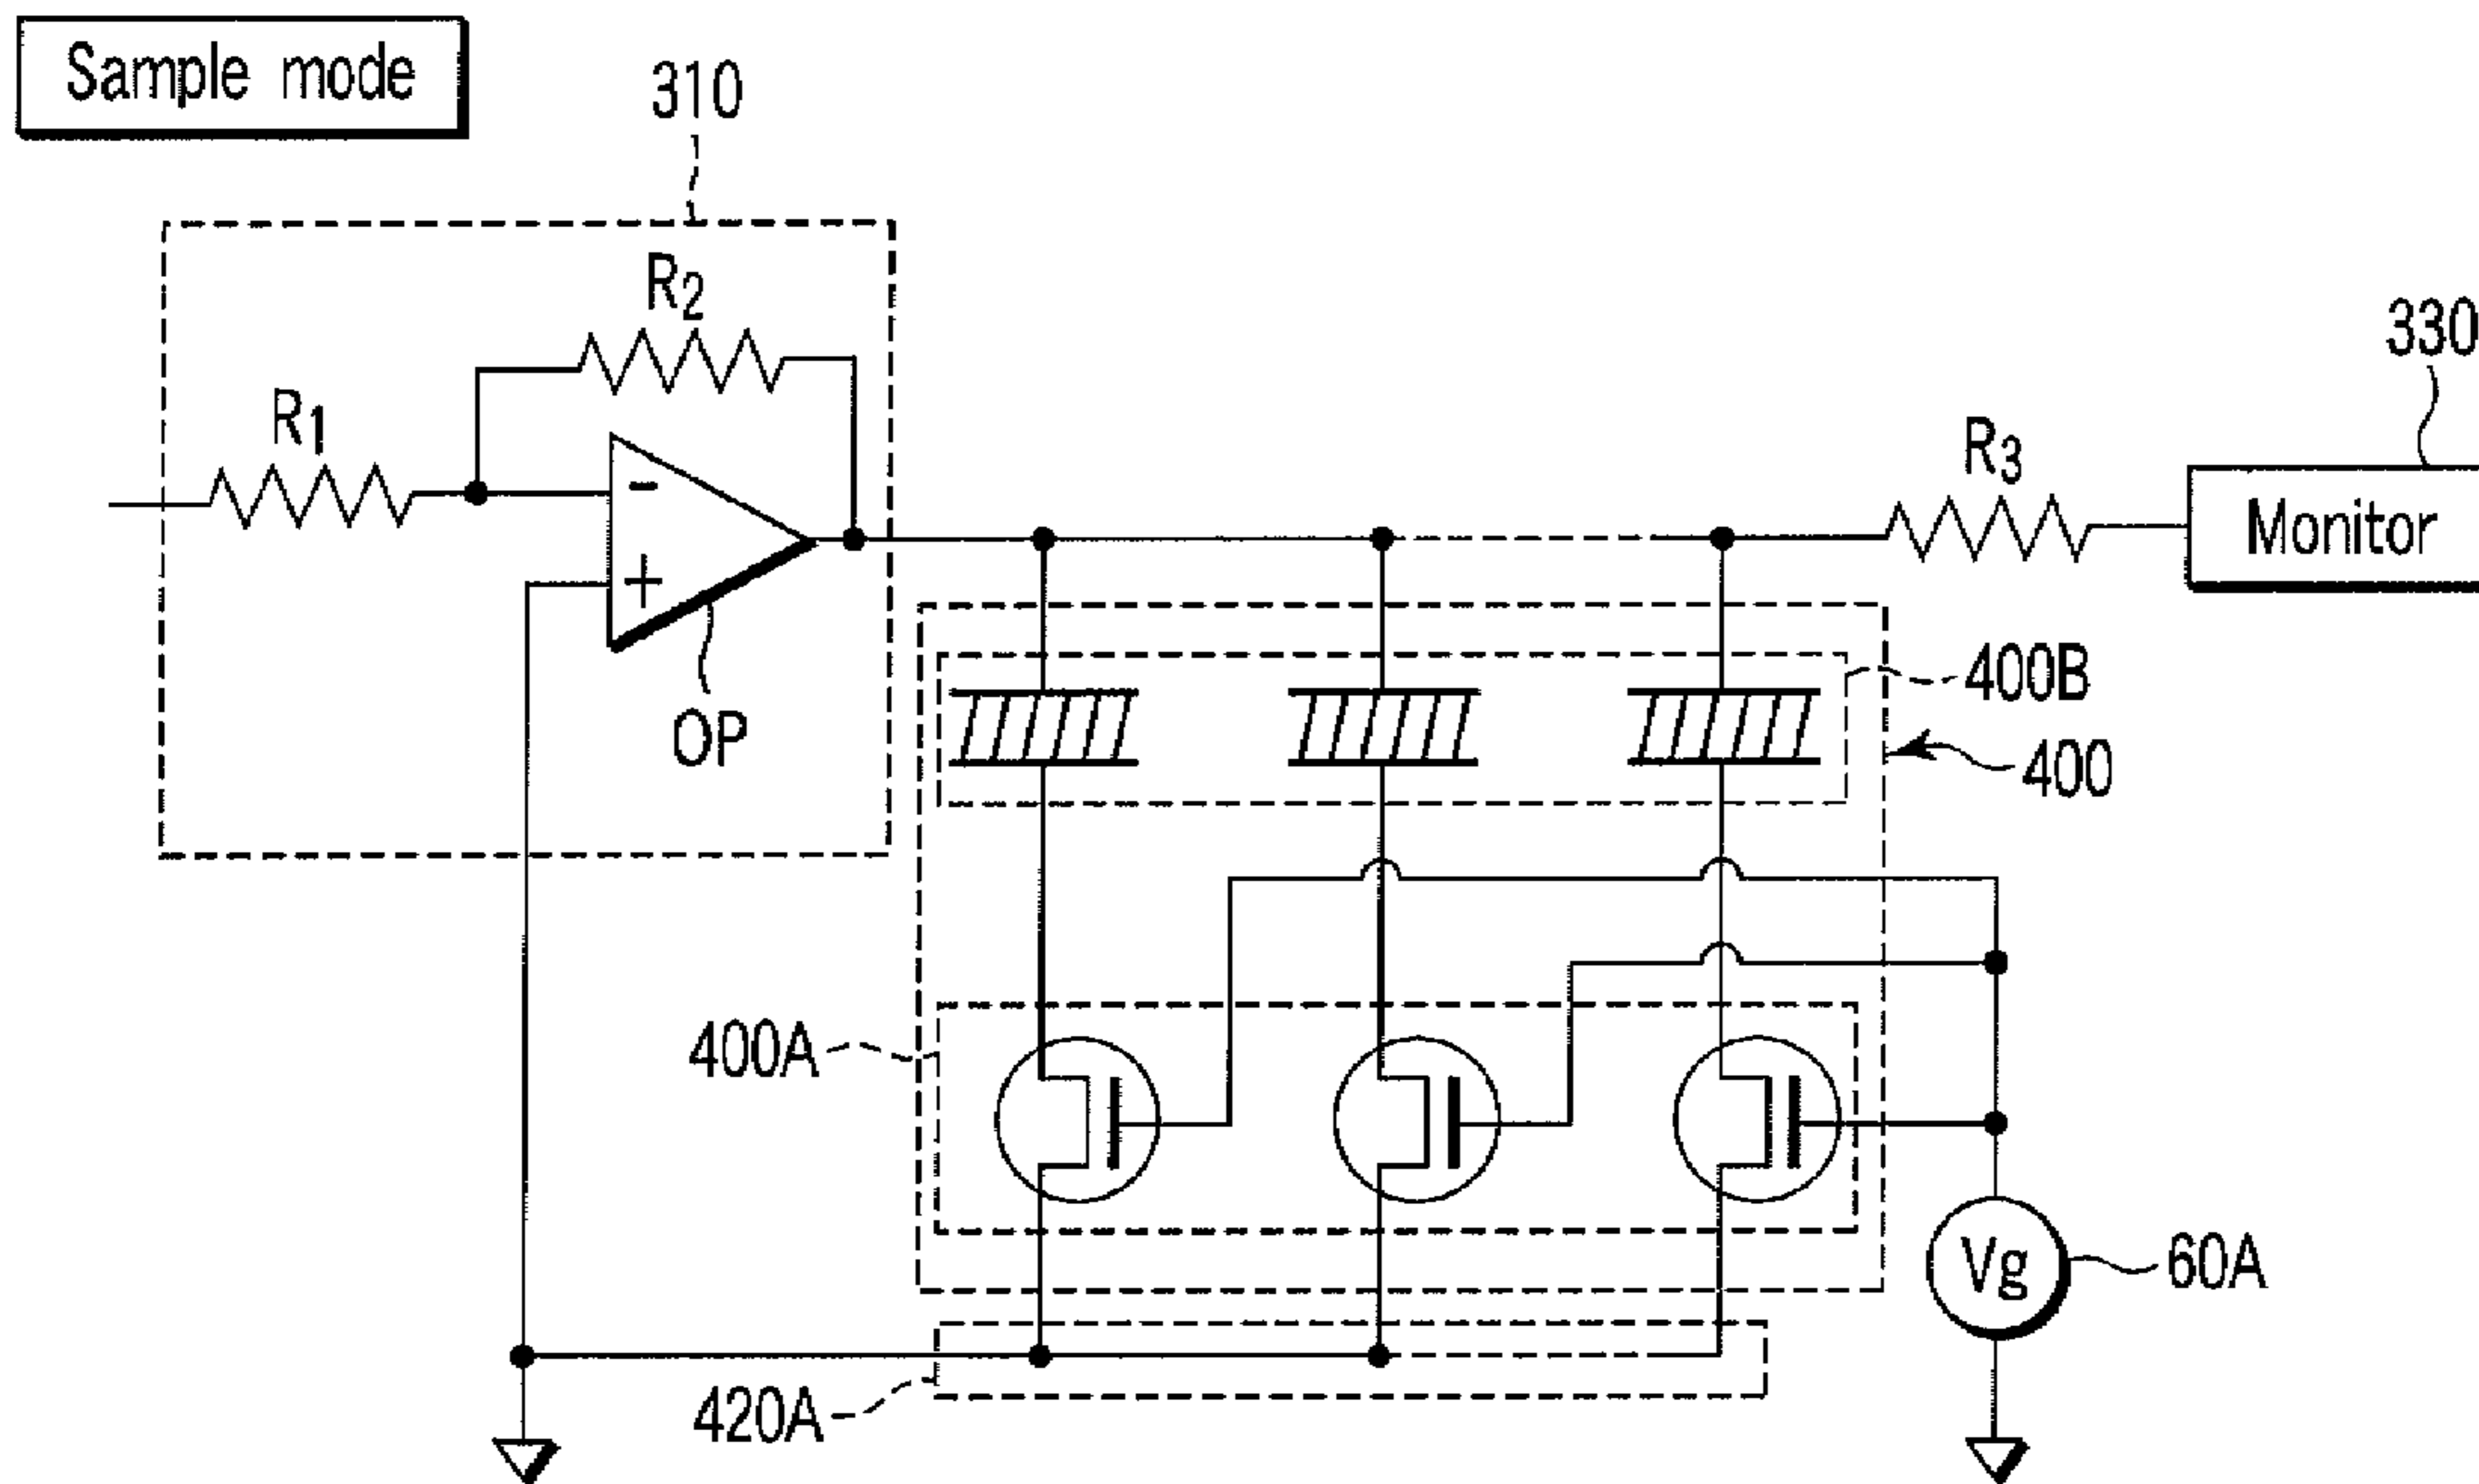 Sample mode
310
R2
R1
330
R3
-
Monitor
+
400B
OP
400
400A
Vg
60A
420A